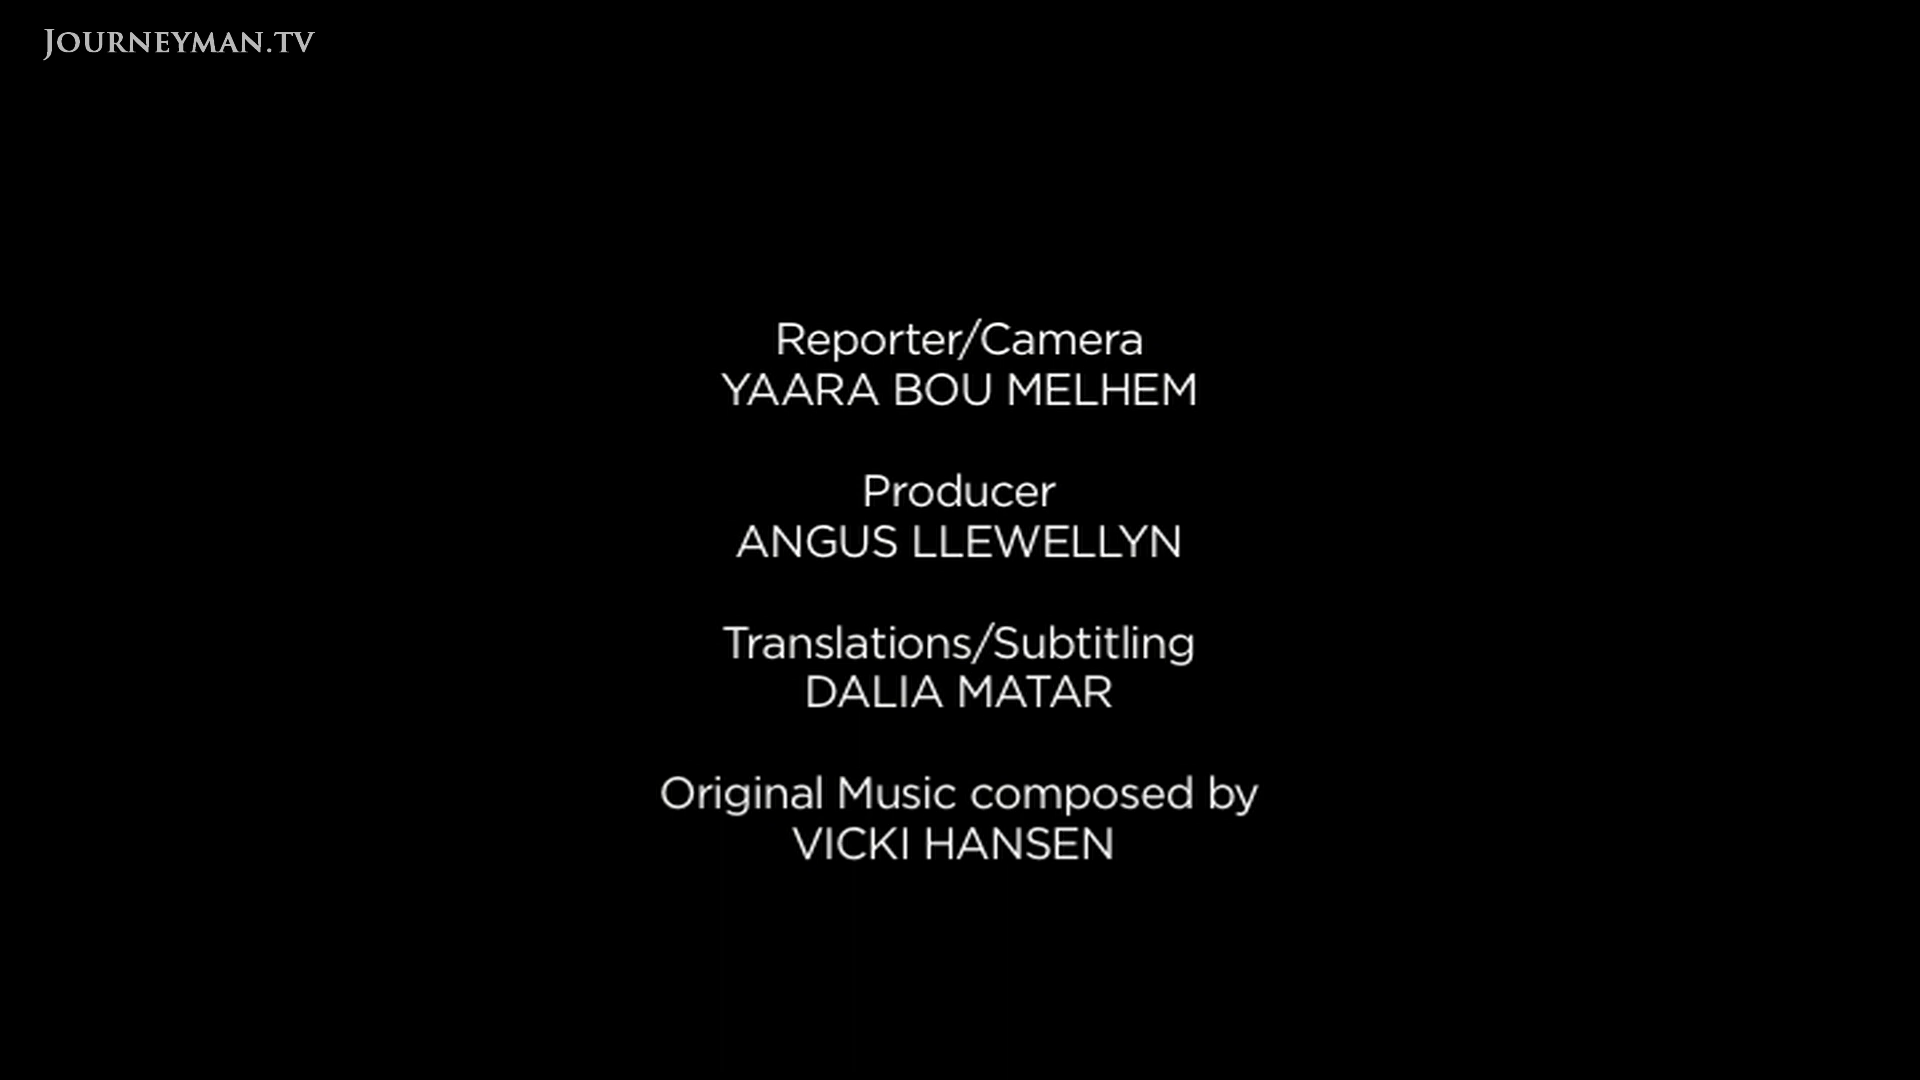 JOURNEYMAN.TV
Reporter/Camera
YAARA BOU MELHEM
Producer
ANGUS LLEWELLYN
Translations/Subtitling
DALIA MATAR
Original Music composed by
VICKI HANSEN